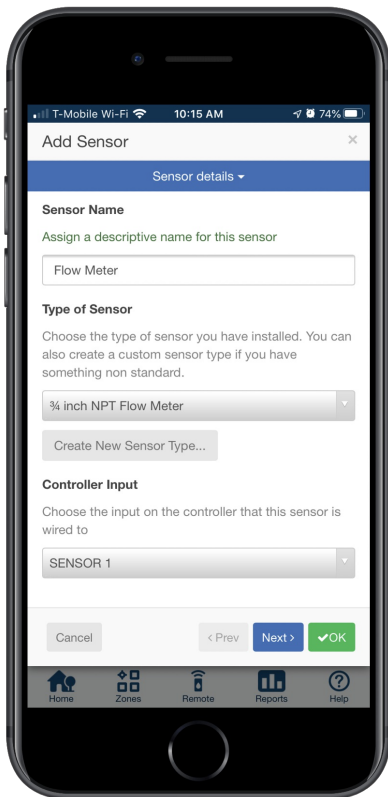 T-Mobile Wi-Fi 10:15 AM 74%
Add Sensor ×
Sensor details
Sensor Name
Assign a descriptive name for this
sensor
Flow Meter
Type of Sensor
Choose the type of sensor you have installed. You can
also create a custom sensor type if you have
something non standard.
¾ inch NPT Flow Meter
Create New Sensor Type...
Controller Input
Choose the input on the controller that this sensor is
wired to
SENSOR 1
Cancel < Prev Next > ✔OK
Home Zones Remote Reports Help